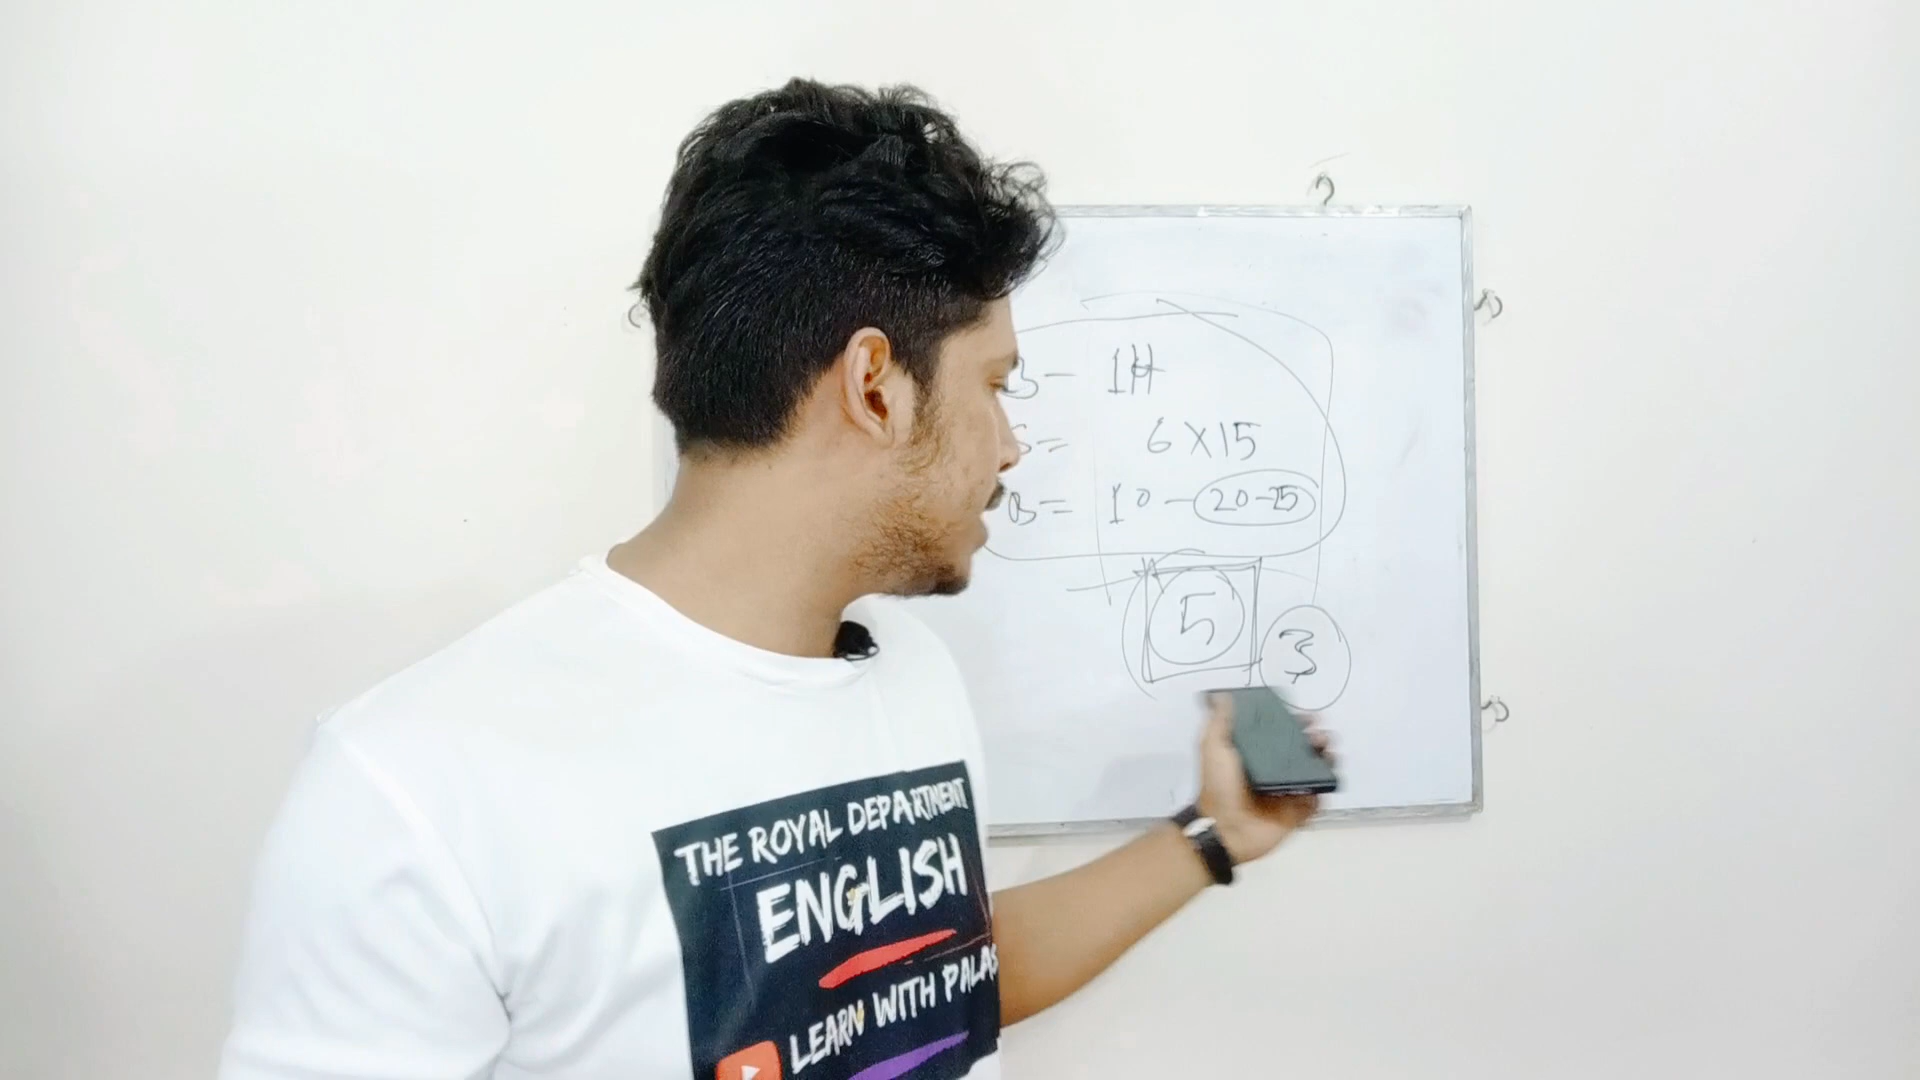 B - 1H
S = 6 X 15
B = 10 - 20-25
5
3
THE ROYAL DEPARTMENT
ENGLISH
LEARN WITH PALAS